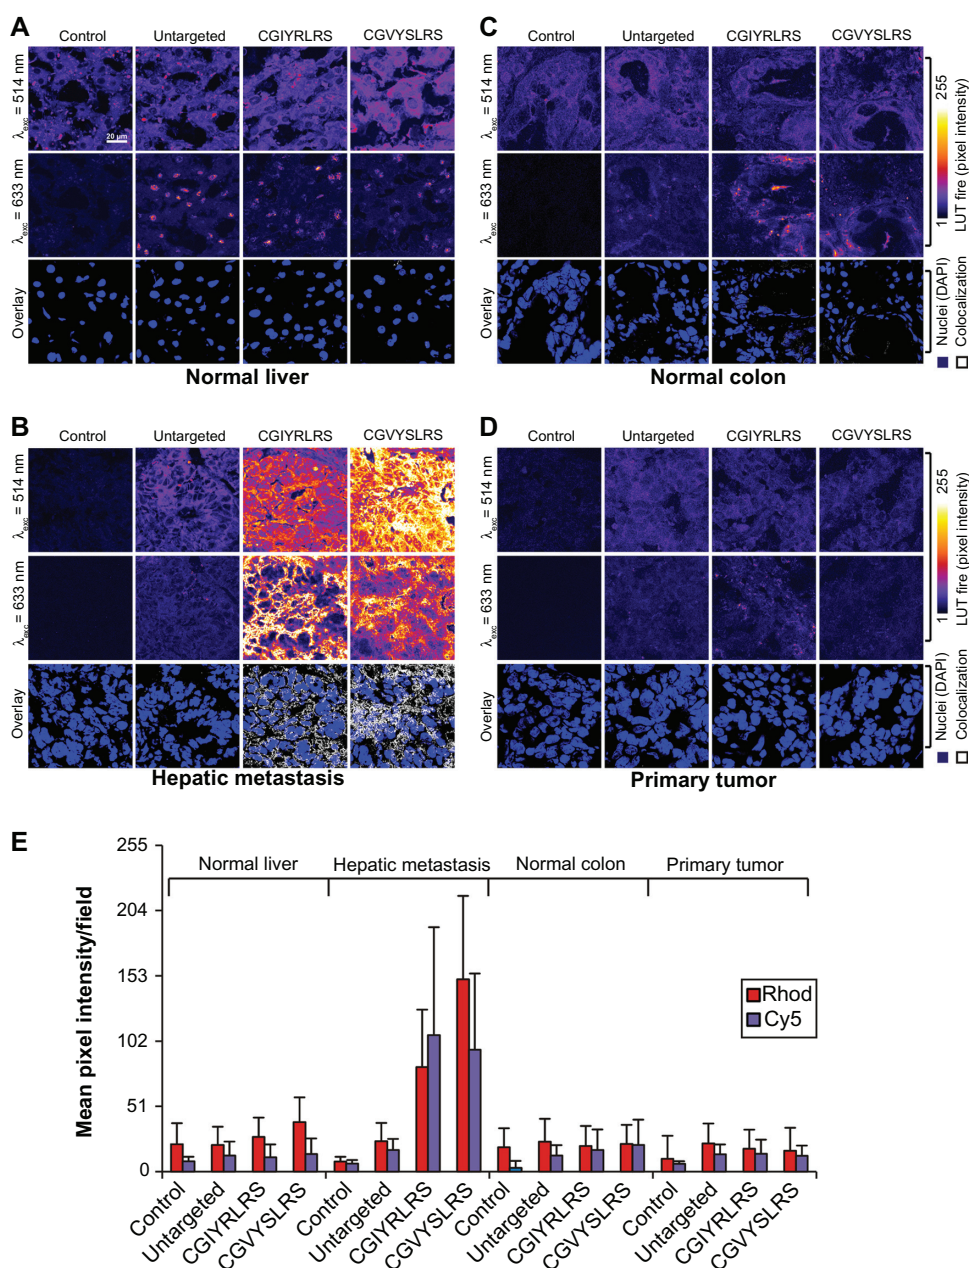 A
Control Untargeted CGIYRLRS CGVYSLRS
λexc = 514 nm
20 µm
λexc = 633 nm
Overlay
Normal liver
C
Control Untargeted CGIYRLRS CGVYSLRS
λexc = 514 nm
λexc = 633 nm
Overlay
Normal colon
1 255
LUT fire (pixel intensity)
Nuclei (DAPI)
Colocalization
B
Control Untargeted CGIYRLRS CGVYSLRS
λexc = 514 nm
λexc = 633 nm
Overlay
Hepatic metastasis
D
Control Untargeted CGIYRLRS CGVYSLRS
λexc = 514 nm
λexc = 633 nm
Overlay
Primary tumor
1 255
LUT fire (pixel intensity)
Nuclei (DAPI)
Colocalization
E
Mean pixel intensity/field
255
204
153
102
51
0
Normal liver Hepatic metastasis Normal colon Primary tumor
Rhod
Cy5
Control Untargeted CGIYRLRS CGVYSLRS Control Untargeted CGIYRLRS CGVYSLRS Control Untargeted CGIYRLRS CGVYSLRS Control Untargeted CGIYRLRS CGVYSLRS